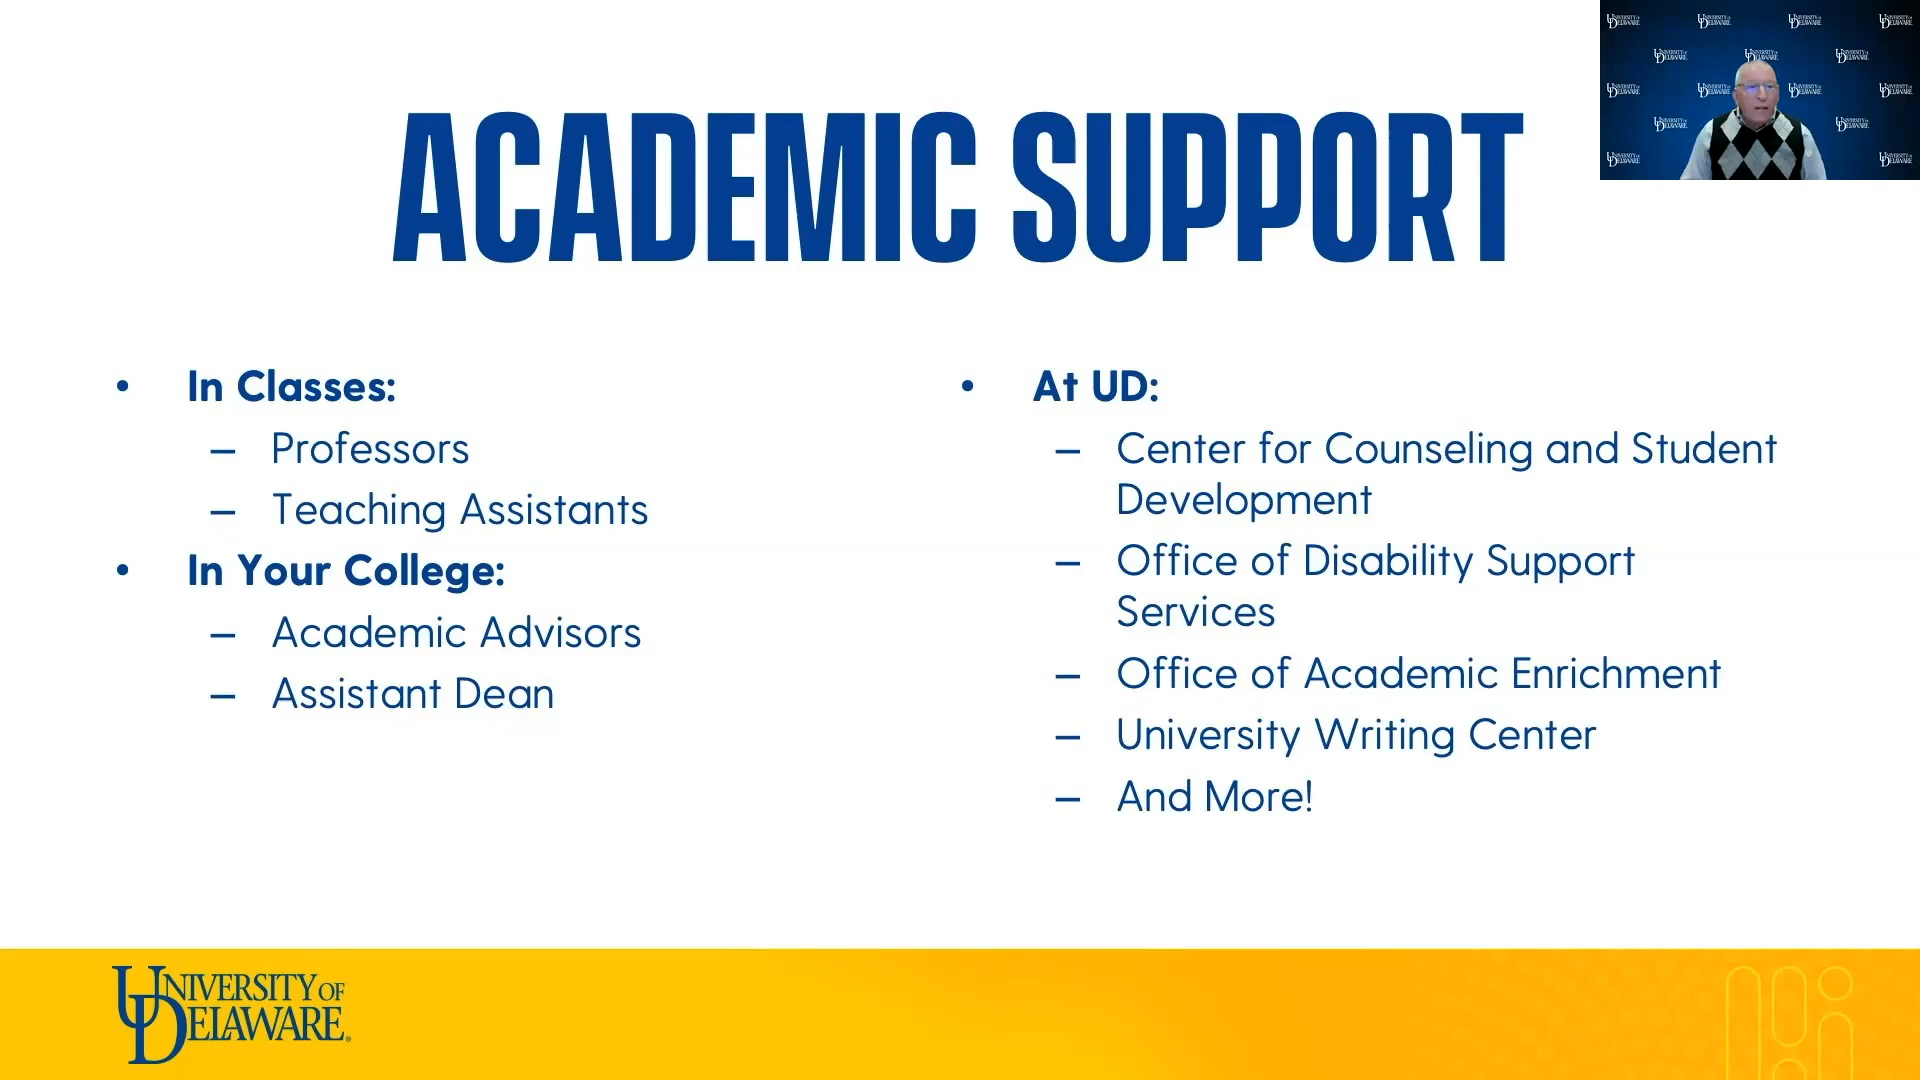 ACADEMIC SUPPORT
• In Classes:
– Professors
– Teaching Assistants
• In Your College:
– Academic Advisors
– Assistant Dean
• At UD:
– Center for Counseling and Student
Development
– Office of Disability Support
Services
– Office of Academic Enrichment
– University Writing Center
– And More!
UNIVERSITY OF
DELAWARE®